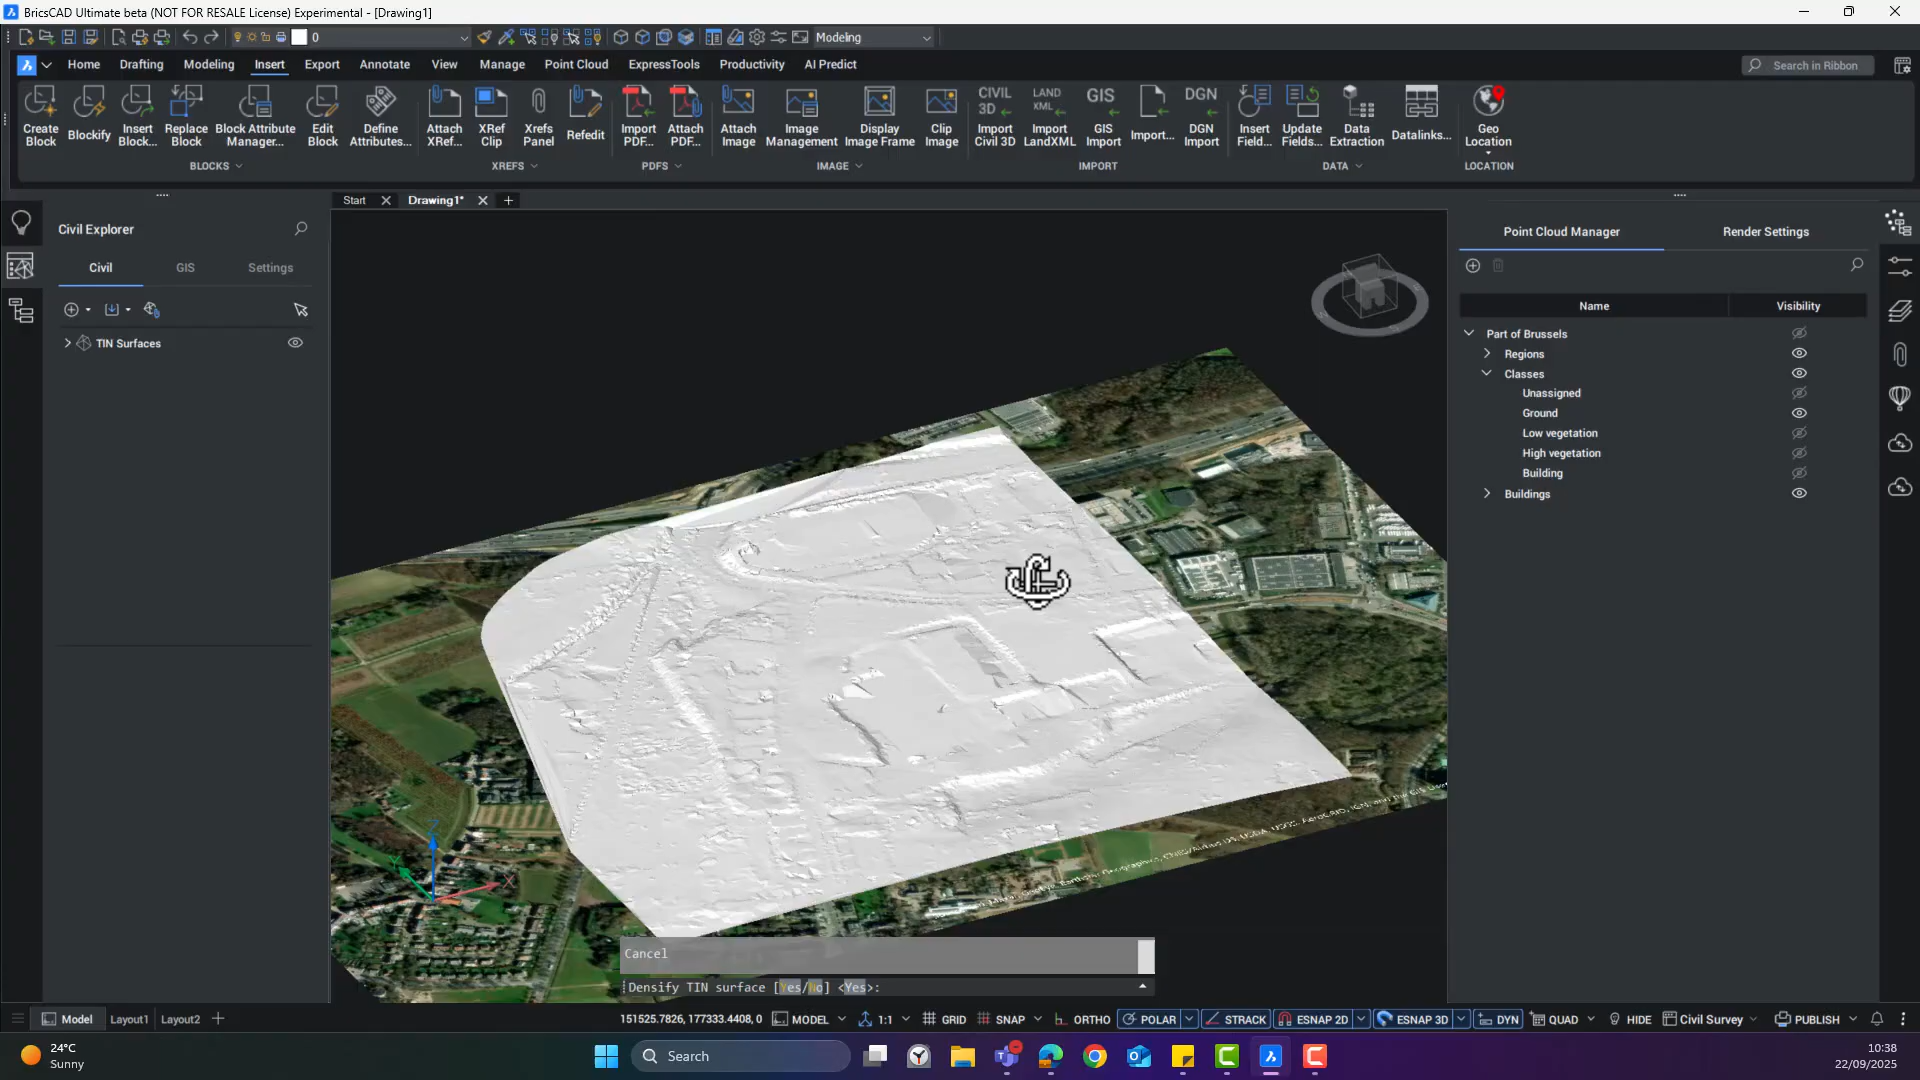 BricsCAD Ultimate beta (NOT FOR RESALE License) Experimental - [Drawing1]
0
Modeling
Home Drafting Modeling Insert Export Annotate View Manage Point Cloud ExpressTools Productivity AI Predict
Search in Ribbon
CIVIL 3D LAND XML GIS DGN
Create Block Blockify Insert Block... Replace Block Block Attribute Manager... Edit Block Define Attributes... Attach XRef... XRef Clip Xrefs Panel Refedit Import PDF... Attach PDF... Attach Image Image Management Display Image Frame Clip Image Import Civil 3D Import LandXML GIS Import Import... DGN Import Insert Field... Update Fields... Data Extraction Datalinks... Geo Location
BLOCKS XREFS PDFS IMAGE IMPORT DATA LOCATION
Start Drawing1*
Civil Explorer
Civil GIS Settings
TIN Surfaces
Point Cloud Manager Render Settings
Name Visibility
Part of Brussels
Regions
Classes
Unassigned
Ground
Low vegetation
High vegetation
Building
Buildings
Z
Y
X
Cancel
Densify TIN surface [Yes/No] <Yes>:
Model Layout1 Layout2
151525.7826, 177333.4408, 0 MODEL 1:1 GRID SNAP ORTHO POLAR STRACK ESNAP 2D ESNAP 3D DYN QUAD HIDE Civil Survey PUBLISH
24°C
Sunny
Search
10:38
22/09/2025